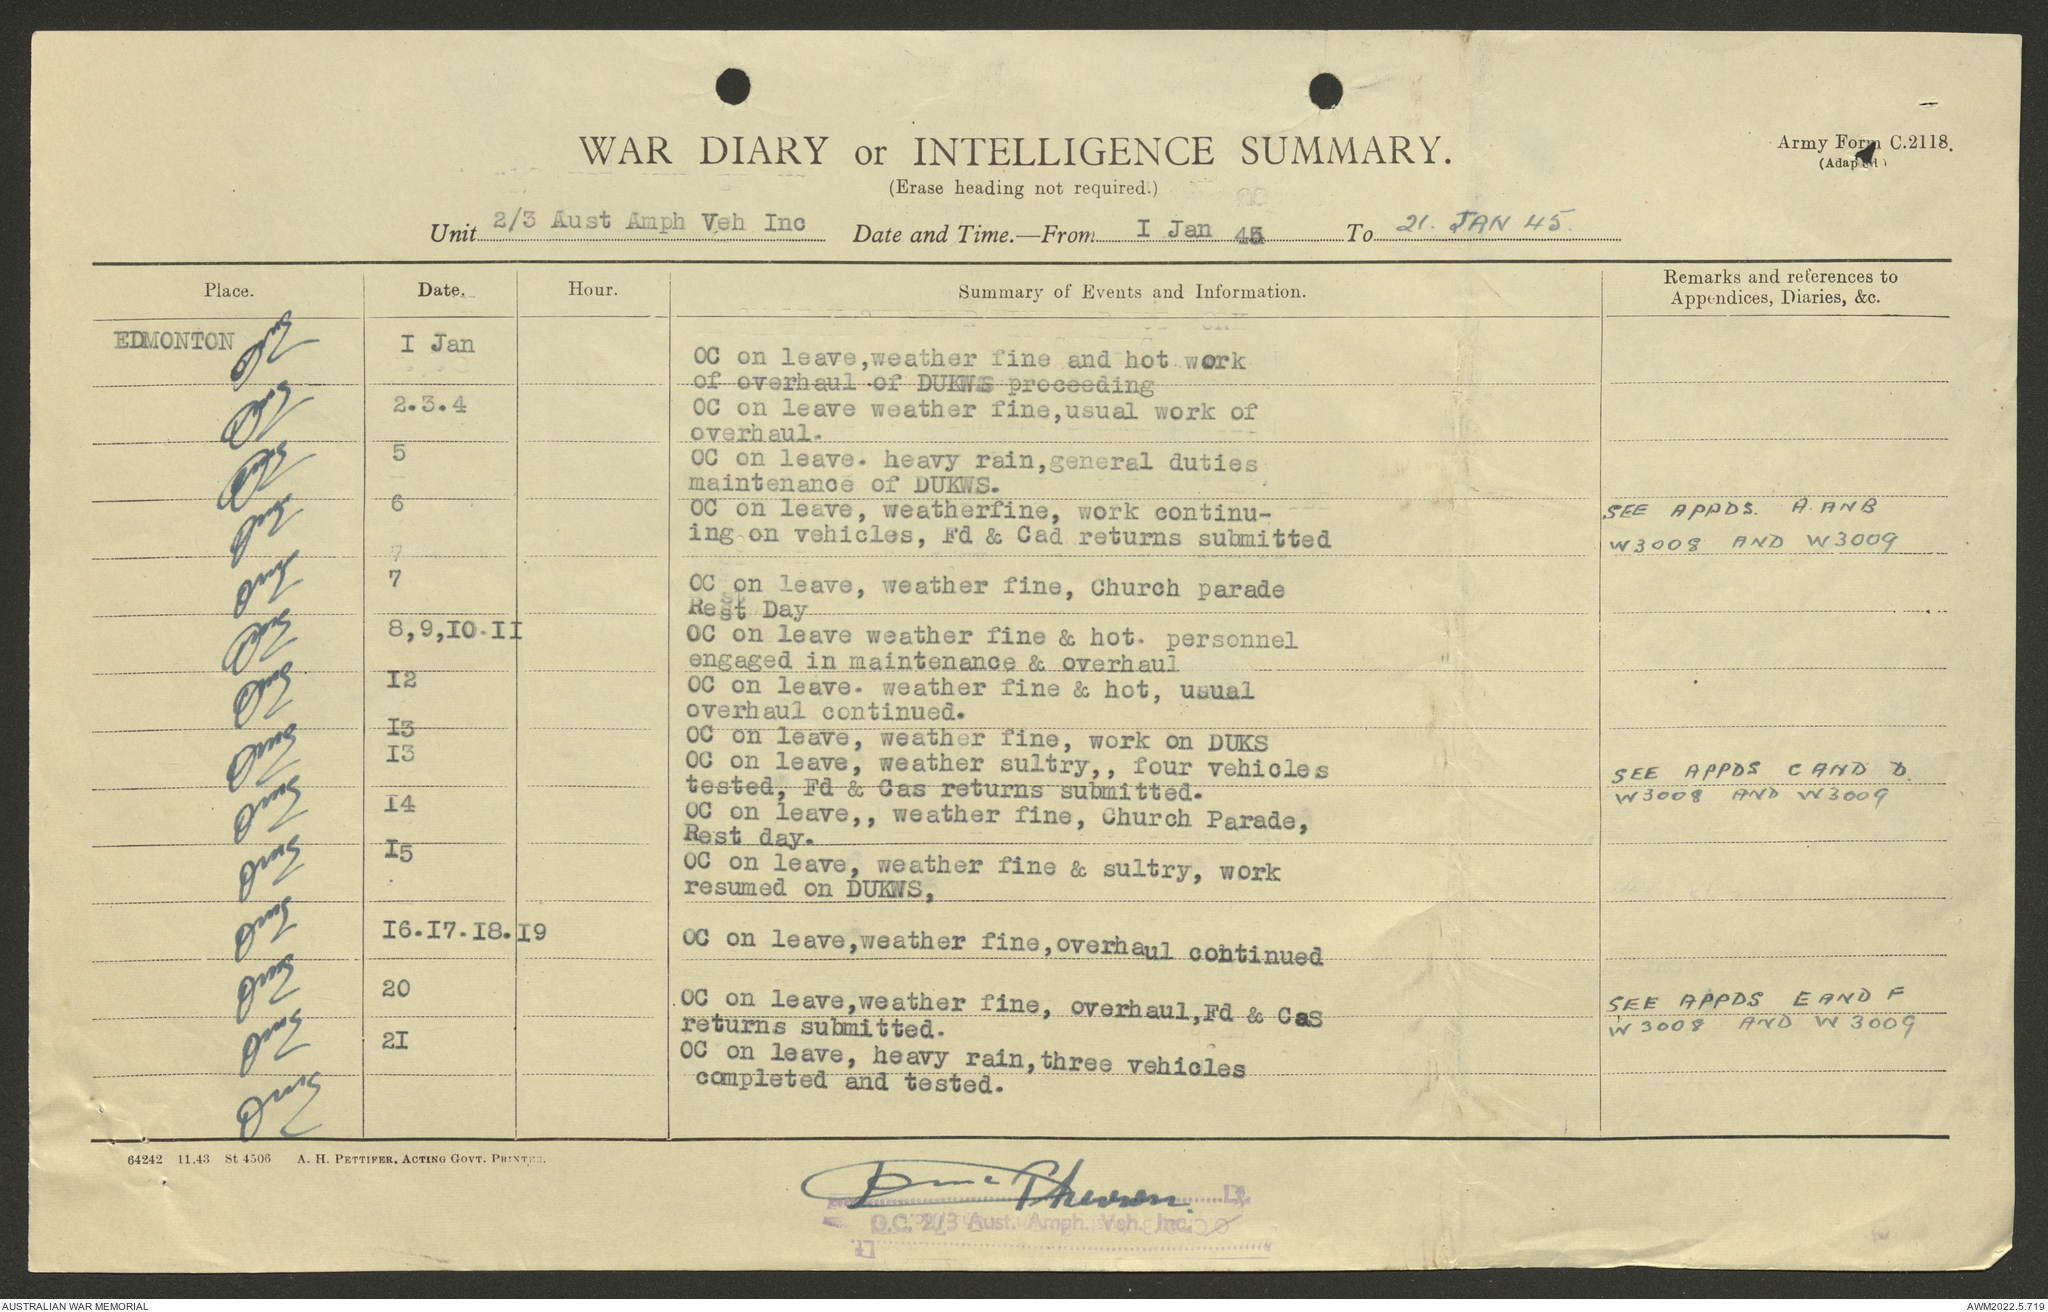 WAR DIARY or INTELLIGENCE SUMMARY.
Army Form C.2118.
(Adapted)
(Erase heading not required.)
Unit 2/3 Aust Amph Veh Inc Date and Time.—From I Jan 45 To 21. JAN 45.
Place. Date. Hour. Summary of Events and Information. Remarks and references to Appendices, Diaries, &c.
EDMONTON I Jan OC on leave,weather fine and hot work
of overhaul of DUKWS proceeding
2.3.4 OC on leave weather fine,usual work of
overhaul.
5 OC on leave. heavy rain,general duties
maintenance of DUKWS.
6 OC on leave, weatherfine, work continu- SEE APPDS. A. ANB
ing on vehicles, Fd & Cad returns submitted W3008 AND W3009
7
7 OC on leave, weather fine, Church parade
Rest Day
8,9,I0.II OC on leave weather fine & hot. personnel
engaged in maintenance & overhaul
I2 OC on leave. weather fine & hot, usual
overhaul continued.
I3 OC on leave, weather fine, work on DUKS
I3 OC on leave, weather sultry,, four vehicles SEE APPDS C AND D.
tested, Fd & Cas returns submitted. W3008 AND W3009
I4 OC on leave,, weather fine, Church Parade,
Rest day.
I5 OC on leave, weather fine & sultry, work
resumed on DUKWS,
I6.I7.I8.I9 OC on leave,weather fine,overhaul continued
20 OC on leave,weather fine, overhaul,Fd & CaS SEE APPDS E AND F
returns submitted. W3008 AND W3009
2I OC on leave, heavy rain,three vehicles
completed and tested.
64242 11.43 St 4506 A. H. PETTIFER, ACTING GOVT. PRINTER.
Lt.
O.C. 2/3 Aust. Amph. Veh. Inc.
AUSTRALIAN WAR MEMORIAL
AWM2022.5.719